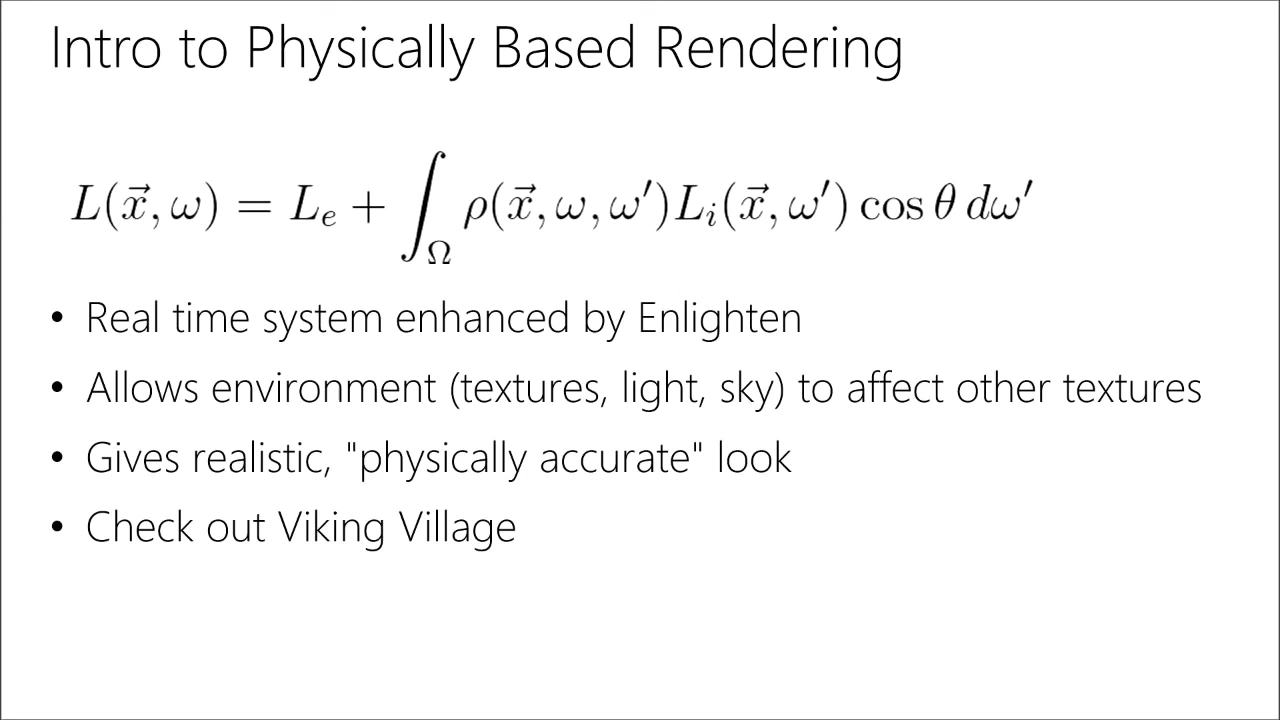 Intro to Physically Based Rendering
L(x⃗, ω) = Lₑ + ∫_Ω ρ(x⃗, ω, ω′)Lᵢ(x⃗, ω′) cos θ dω′
• Real time system enhanced by Enlighten
• Allows environment (textures, light, sky) to affect other textures
• Gives realistic, "physically accurate" look
• Check out Viking Village